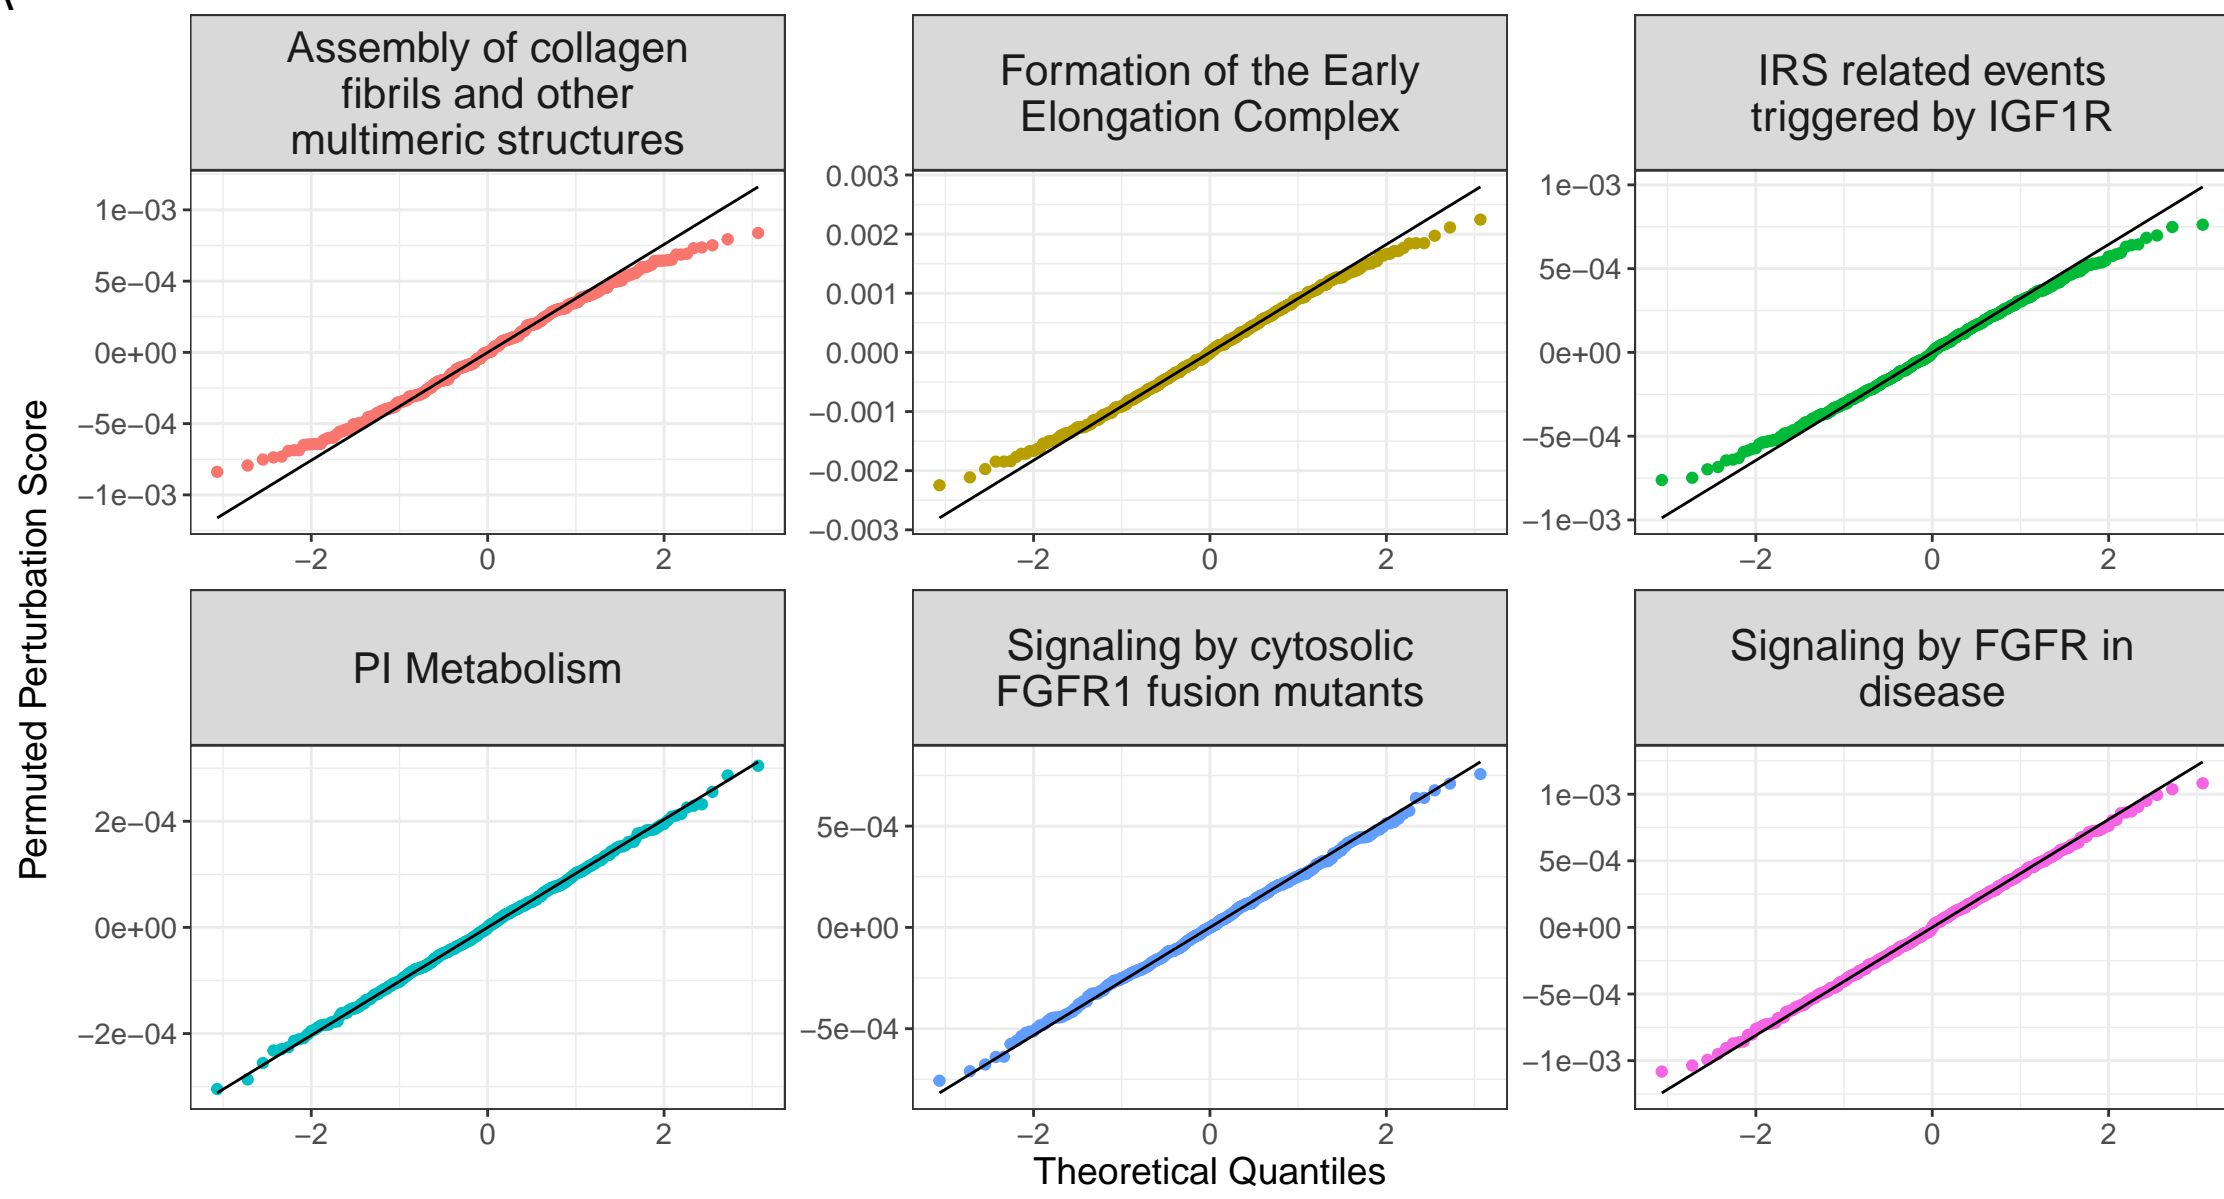 Assembly of collagen
fibrils and other
multimeric structures
Formation of the Early
Elongation Complex
IRS related events
triggered by IGF1R
1e−03
5e−04
0e+00
−5e−04
−1e−03
−2
0
2
0.003
0.002
0.001
0.000
−0.001
−0.002
−0.003
−2
0
2
1e−03
5e−04
0e+00
−5e−04
−1e−03
−2
0
2
Permuted Perturbation Score
PI Metabolism
Signaling by cytosolic
FGFR1 fusion mutants
Signaling by FGFR in
disease
2e−04
0e+00
−2e−04
−2
0
2
5e−04
0e+00
−5e−04
−2
0
2
1e−03
5e−04
0e+00
−5e−04
−1e−03
−2
0
2
Theoretical Quantiles